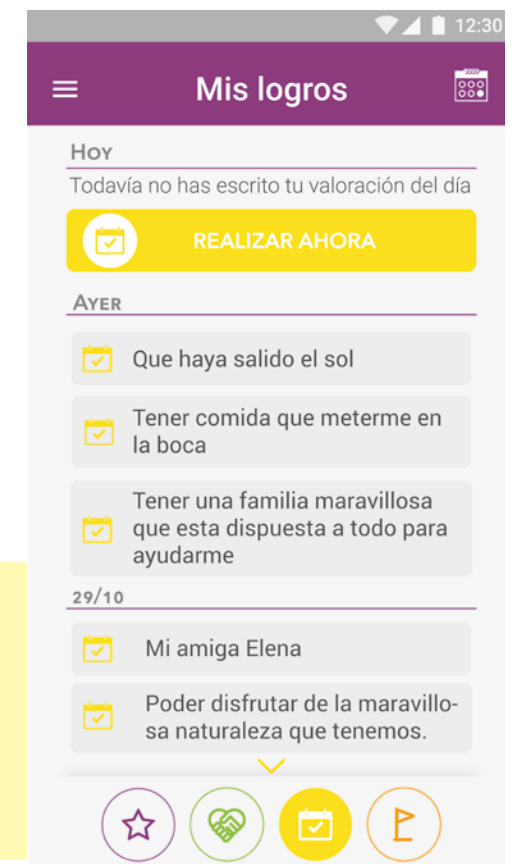 12:30
Mis logros
Hoy
Todavía no has escrito tu valoración del día
REALIZAR AHORA
Ayer
Que haya salido el sol
Tener comida que meterme en
la boca
Tener una familia maravillosa
que esta dispuesta a todo para
ayudarme
29/10
Mi amiga Elena
Poder disfrutar de la maravillo-
sa naturaleza que tenemos.